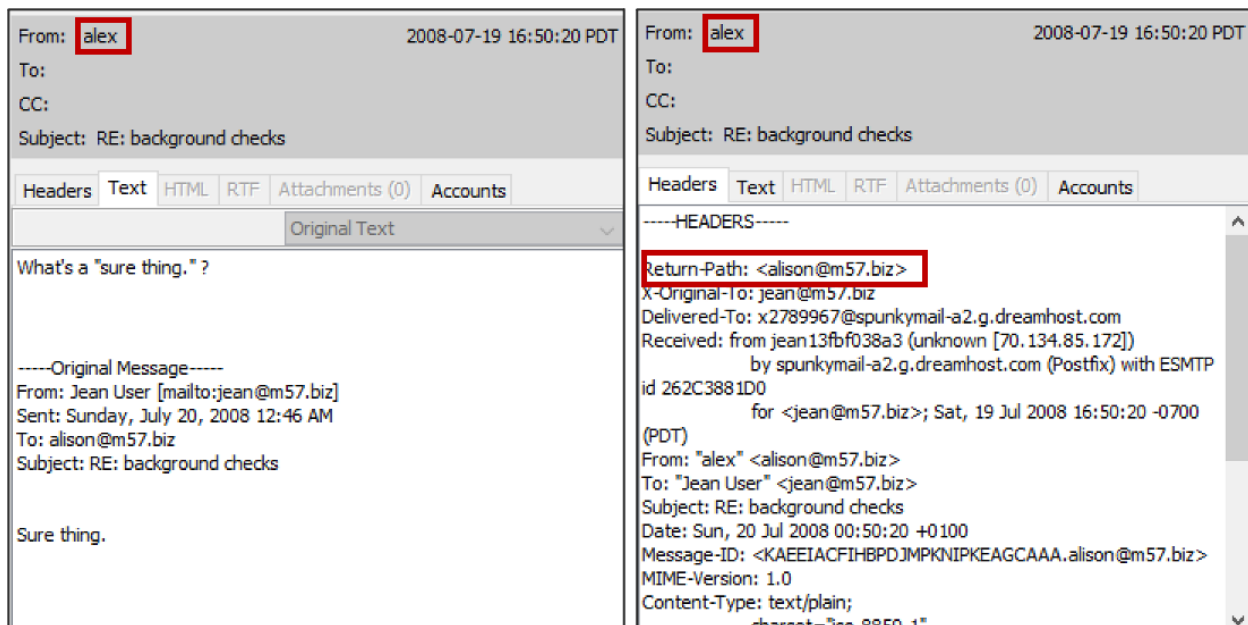 From: alex 2008-07-19 16:50:20 PDT
To:
CC:
Subject: RE: background checks
Headers Text HTML RTF Attachments (0) Accounts
Original Text
What's a "sure thing." ?
-----Original Message-----
From: Jean User [mailto:jean@m57.biz]
Sent: Sunday, July 20, 2008 12:46 AM
To: alison@m57.biz
Subject: RE: background checks
Sure thing.
From: alex 2008-07-19 16:50:20 PDT
To:
CC:
Subject: RE: background checks
Headers Text HTML RTF Attachments (0) Accounts
-----HEADERS-----
Return-Path: <alison@m57.biz>
X-Original-To: jean@m57.biz
Delivered-To: x2789967@spunkymail-a2.g.dreamhost.com
Received: from jean13fbf038a3 (unknown [70.134.85.172])
by spunkymail-a2.g.dreamhost.com (Postfix) with ESMTP
id 262C3881D0
for <jean@m57.biz>; Sat, 19 Jul 2008 16:50:20 -0700
(PDT)
From: "alex" <alison@m57.biz>
To: "Jean User" <jean@m57.biz>
Subject: RE: background checks
Date: Sun, 20 Jul 2008 00:50:20 +0100
Message-ID: <KAEEIACFIHBPDJMPKNIPKEAGCAAA.alison@m57.biz>
MIME-Version: 1.0
Content-Type: text/plain;
charset="iso-8859-1"